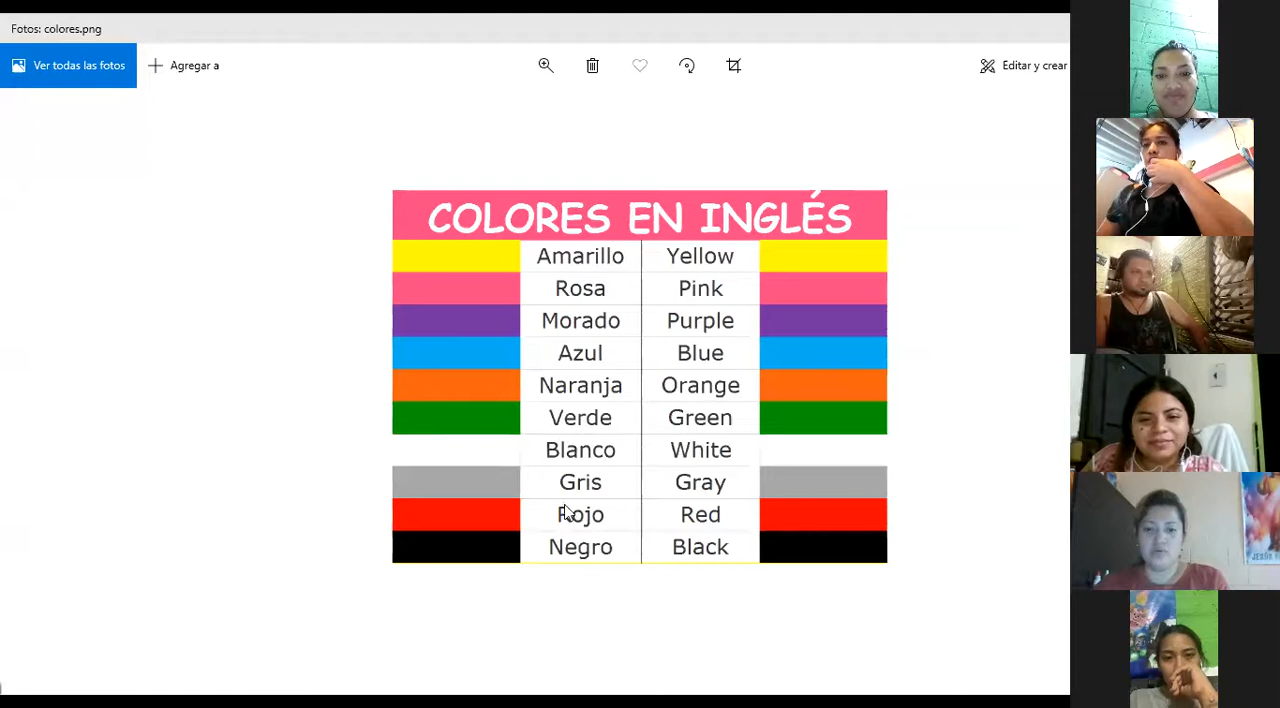 Fotos: colores.png
Ver todas las fotos
Agregar a
Editar y crear
COLORES EN INGLÉS
Amarillo Yellow
Rosa Pink
Morado Purple
Azul Blue
Naranja Orange
Verde Green
Blanco White
Gris Gray
Rojo Red
Negro Black